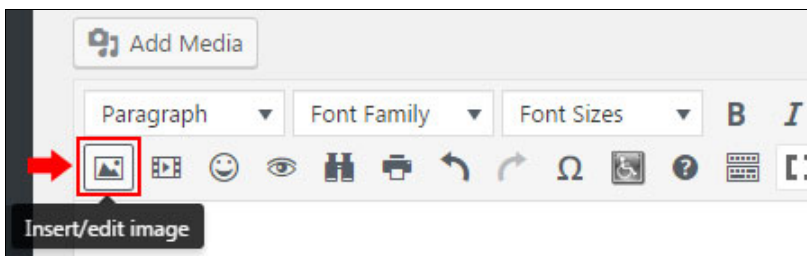 Add Media
Paragraph Font Family Font Sizes B I
Ω ?
Insert/edit image